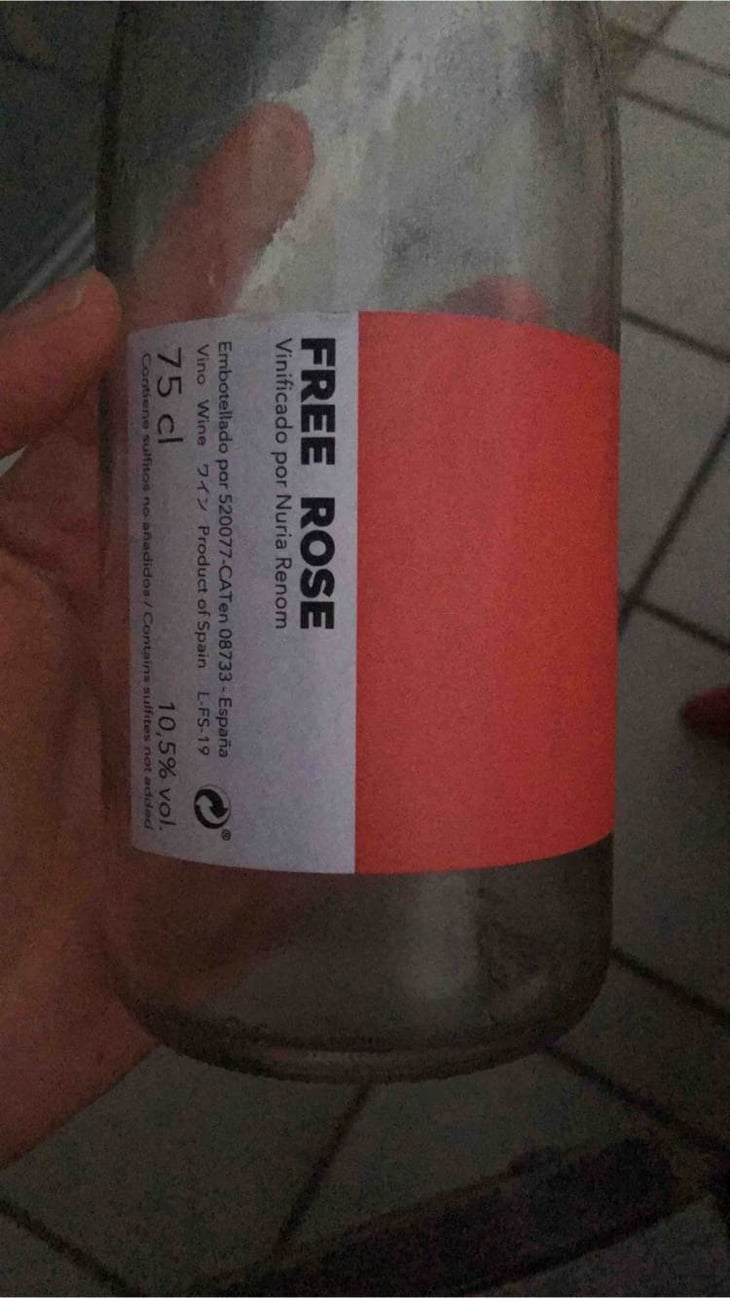 FREE ROSE
Vinificado por Nuria Renom
Embotellado por 520077-CATen 08733 - España
Vino Wine ワイン Product of Spain L-FS-19
75 cl 10,5% vol.
Contiene sulfitos no añadidos / Contains sulfites not added
®